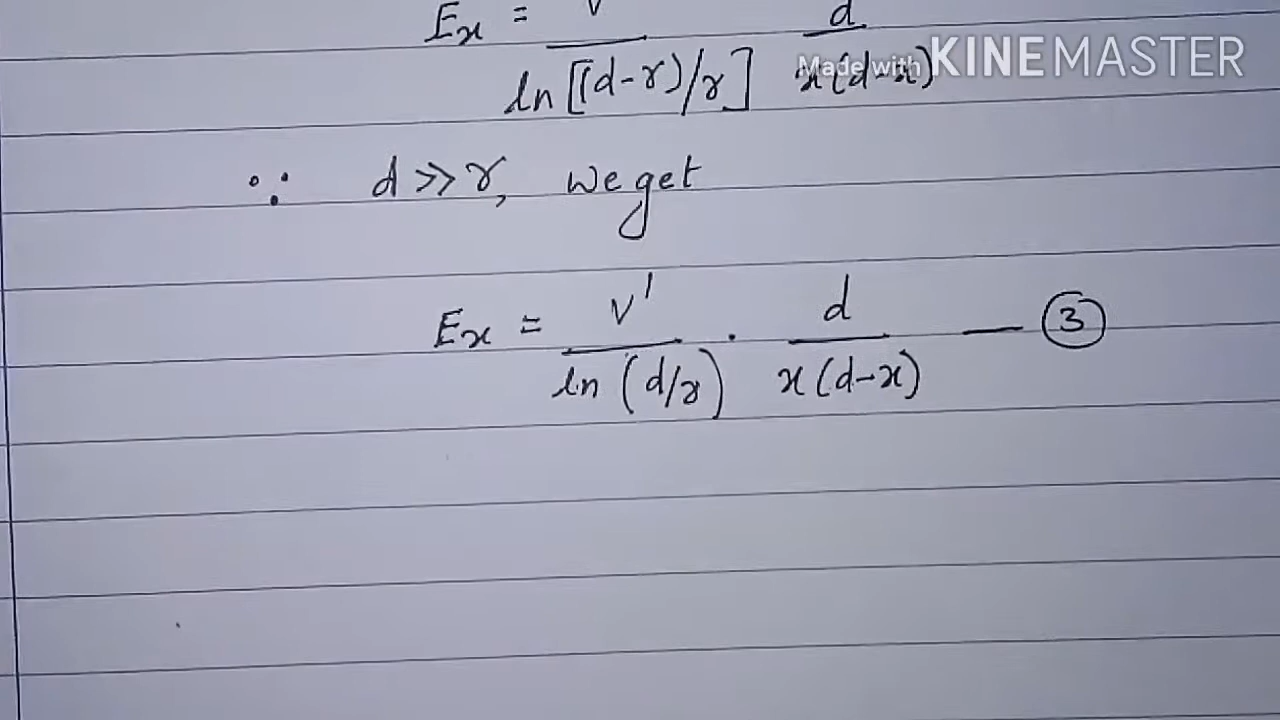 Ex = V / ln[(d-r)/r] d / x(d-x)
Made with KINEMASTER
∵ d >> r, We get
Ex = V' / ln (d/r) . d / x(d-x) — ③